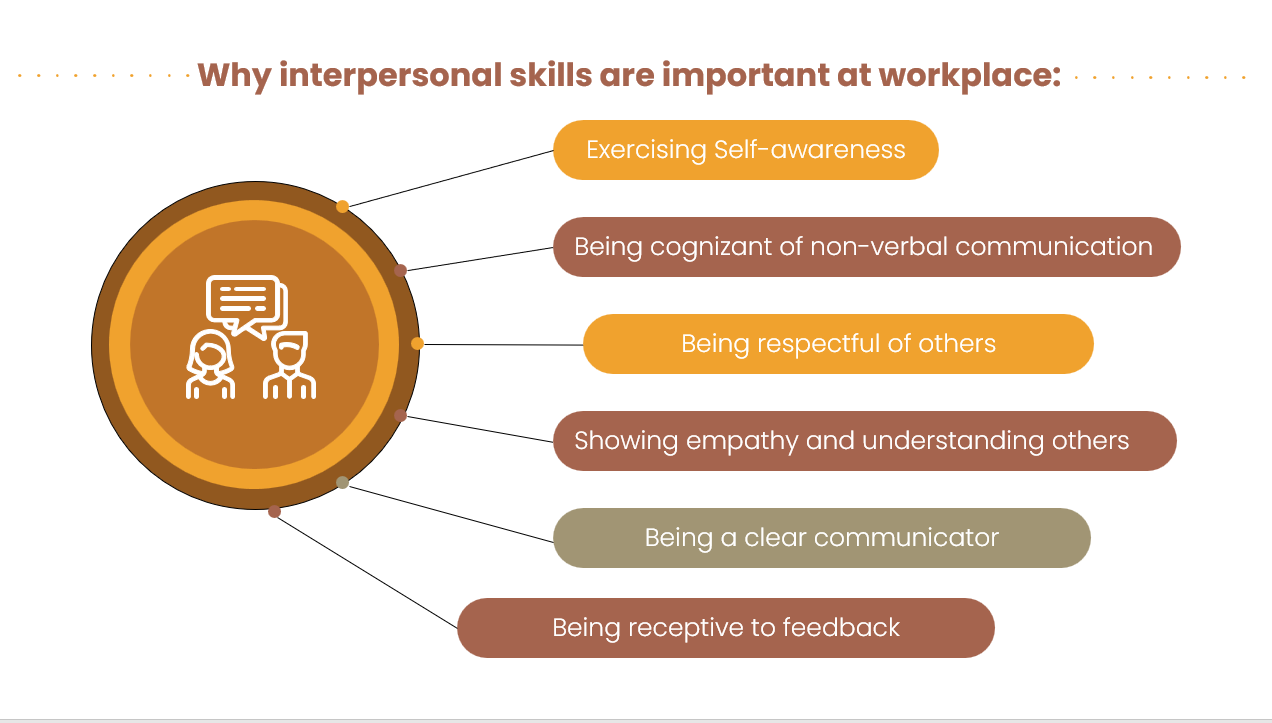 Why interpersonal skills are important at workplace:
Exercising Self-awareness
Being cognizant of non-verbal communication
Being respectful of others
Showing empathy and understanding others
Being a clear communicator
Being receptive to feedback